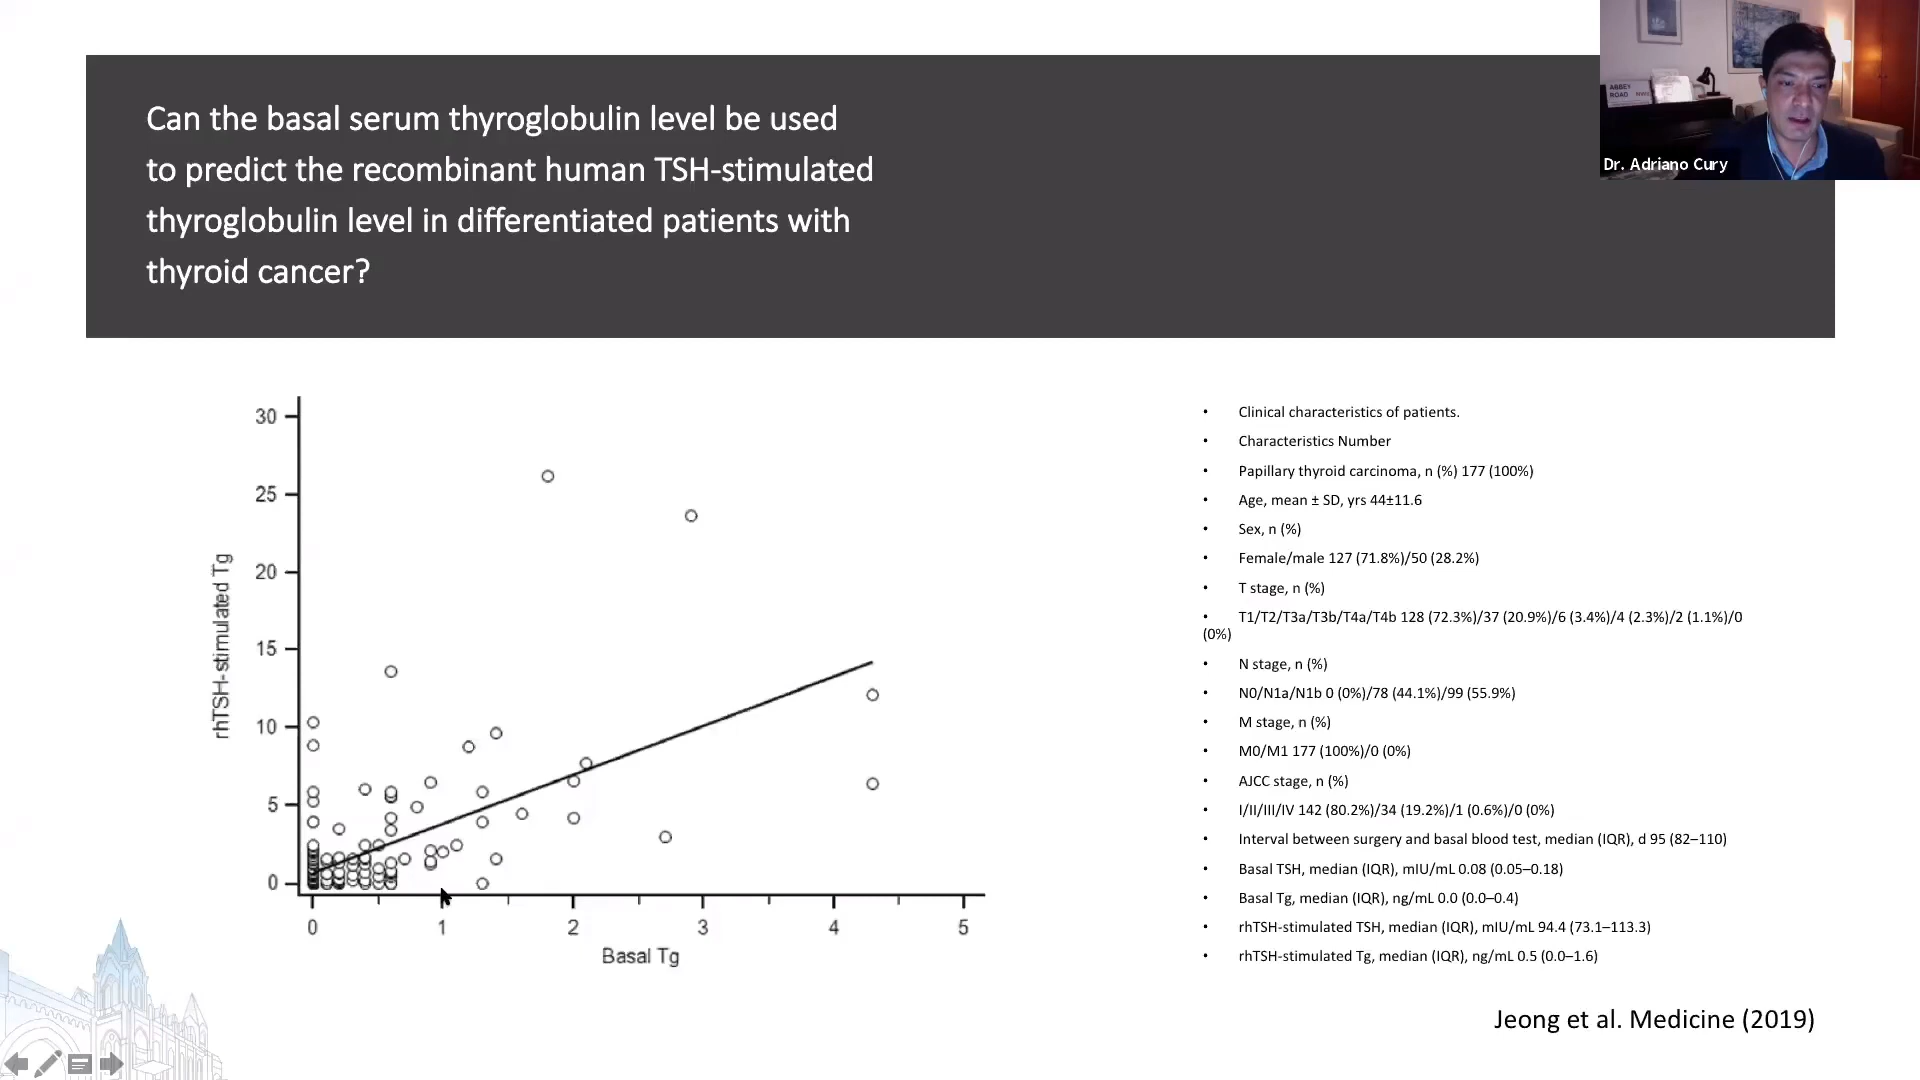 ABBEY
ROAD NW8
Dr. Adriano Cury
Can the basal serum thyroglobulin level be used
to predict the recombinant human TSH-stimulated
thyroglobulin level in differentiated patients with
thyroid cancer?
30
25
20
15
10
5
0
rhTSH-stimulated Tg
0 1 2 3 4 5
Basal Tg
• Clinical characteristics of patients.
• Characteristics Number
• Papillary thyroid carcinoma, n (%) 177 (100%)
• Age, mean ± SD, yrs 44±11.6
• Sex, n (%)
• Female/male 127 (71.8%)/50 (28.2%)
• T stage, n (%)
• T1/T2/T3a/T3b/T4a/T4b 128 (72.3%)/37 (20.9%)/6 (3.4%)/4 (2.3%)/2 (1.1%)/0
(0%)
• N stage, n (%)
• N0/N1a/N1b 0 (0%)/78 (44.1%)/99 (55.9%)
• M stage, n (%)
• M0/M1 177 (100%)/0 (0%)
• AJCC stage, n (%)
• I/II/III/IV 142 (80.2%)/34 (19.2%)/1 (0.6%)/0 (0%)
• Interval between surgery and basal blood test, median (IQR), d 95 (82–110)
• Basal TSH, median (IQR), mIU/mL 0.08 (0.05–0.18)
• Basal Tg, median (IQR), ng/mL 0.0 (0.0–0.4)
• rhTSH-stimulated TSH, median (IQR), mIU/mL 94.4 (73.1–113.3)
• rhTSH-stimulated Tg, median (IQR), ng/mL 0.5 (0.0–1.6)
Jeong et al. Medicine (2019)